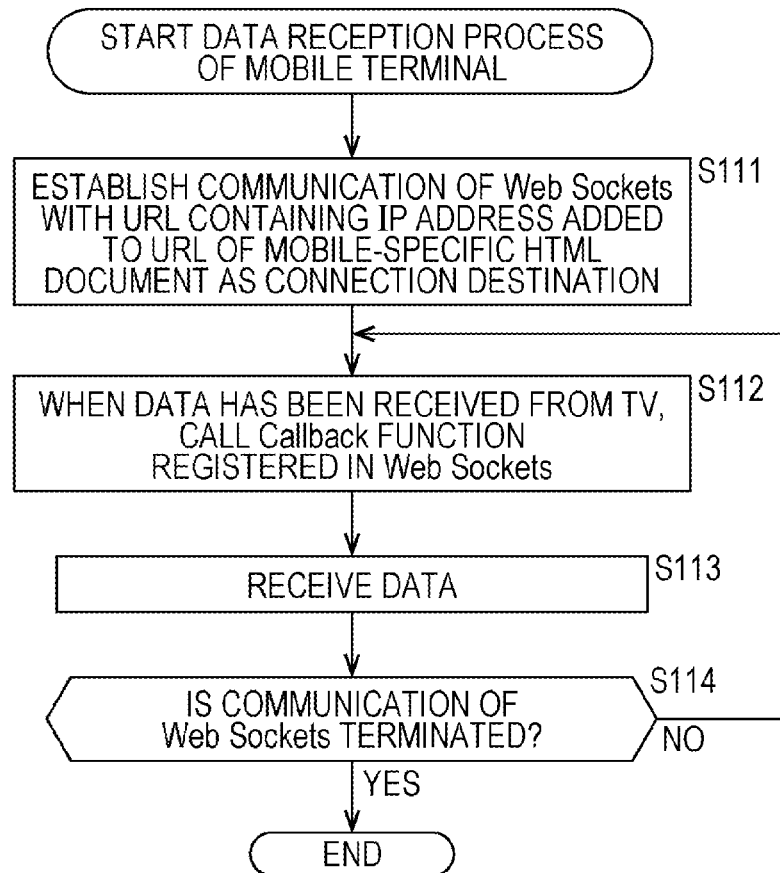 START DATA RECEPTION PROCESS
OF MOBILE TERMINAL
S111
ESTABLISH COMMUNICATION OF Web Sockets
WITH URL CONTAINING IP ADDRESS ADDED
TO URL OF MOBILE-SPECIFIC HTML
DOCUMENT AS CONNECTION DESTINATION
S112
WHEN DATA HAS BEEN RECEIVED FROM TV,
CALL Callback FUNCTION
REGISTERED IN Web Sockets
S113
RECEIVE DATA
S114
IS COMMUNICATION OF
Web Sockets TERMINATED?
NO
YES
END